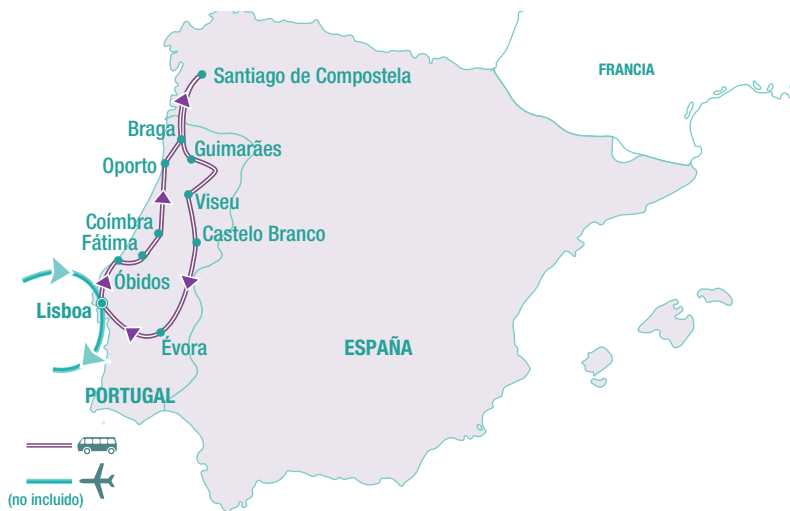 FRANCIA
Santiago de Compostela
Braga
Guimarães
Oporto
Viseu
Coímbra
Castelo Branco
Fátima
Óbidos
Lisboa
Évora
ESPAÑA
PORTUGAL
(no incluido)